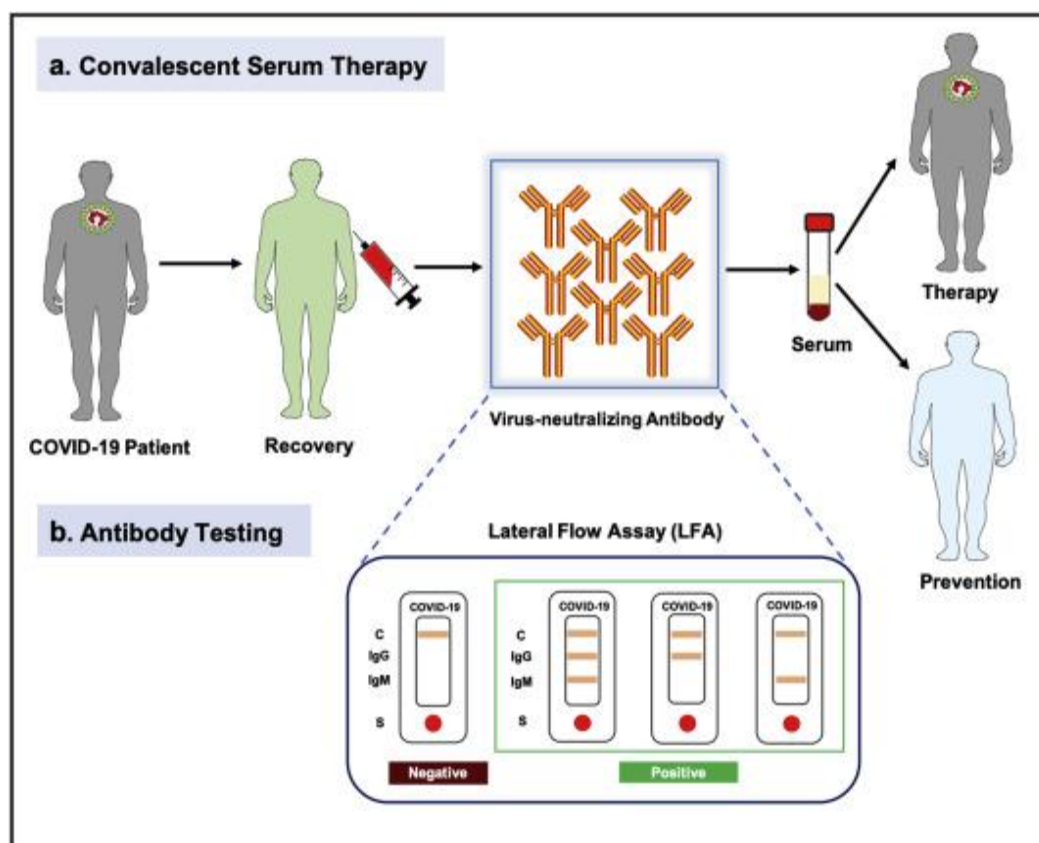 a. Convalescent Serum Therapy
COVID-19 Patient
Recovery
Virus-neutralizing Antibody
Serum
Therapy
Prevention
b. Antibody Testing
Lateral Flow Assay (LFA)
COVID-19
C
IgG
IgM
S
Negative
COVID-19
COVID-19
COVID-19
C
IgG
IgM
S
Positive